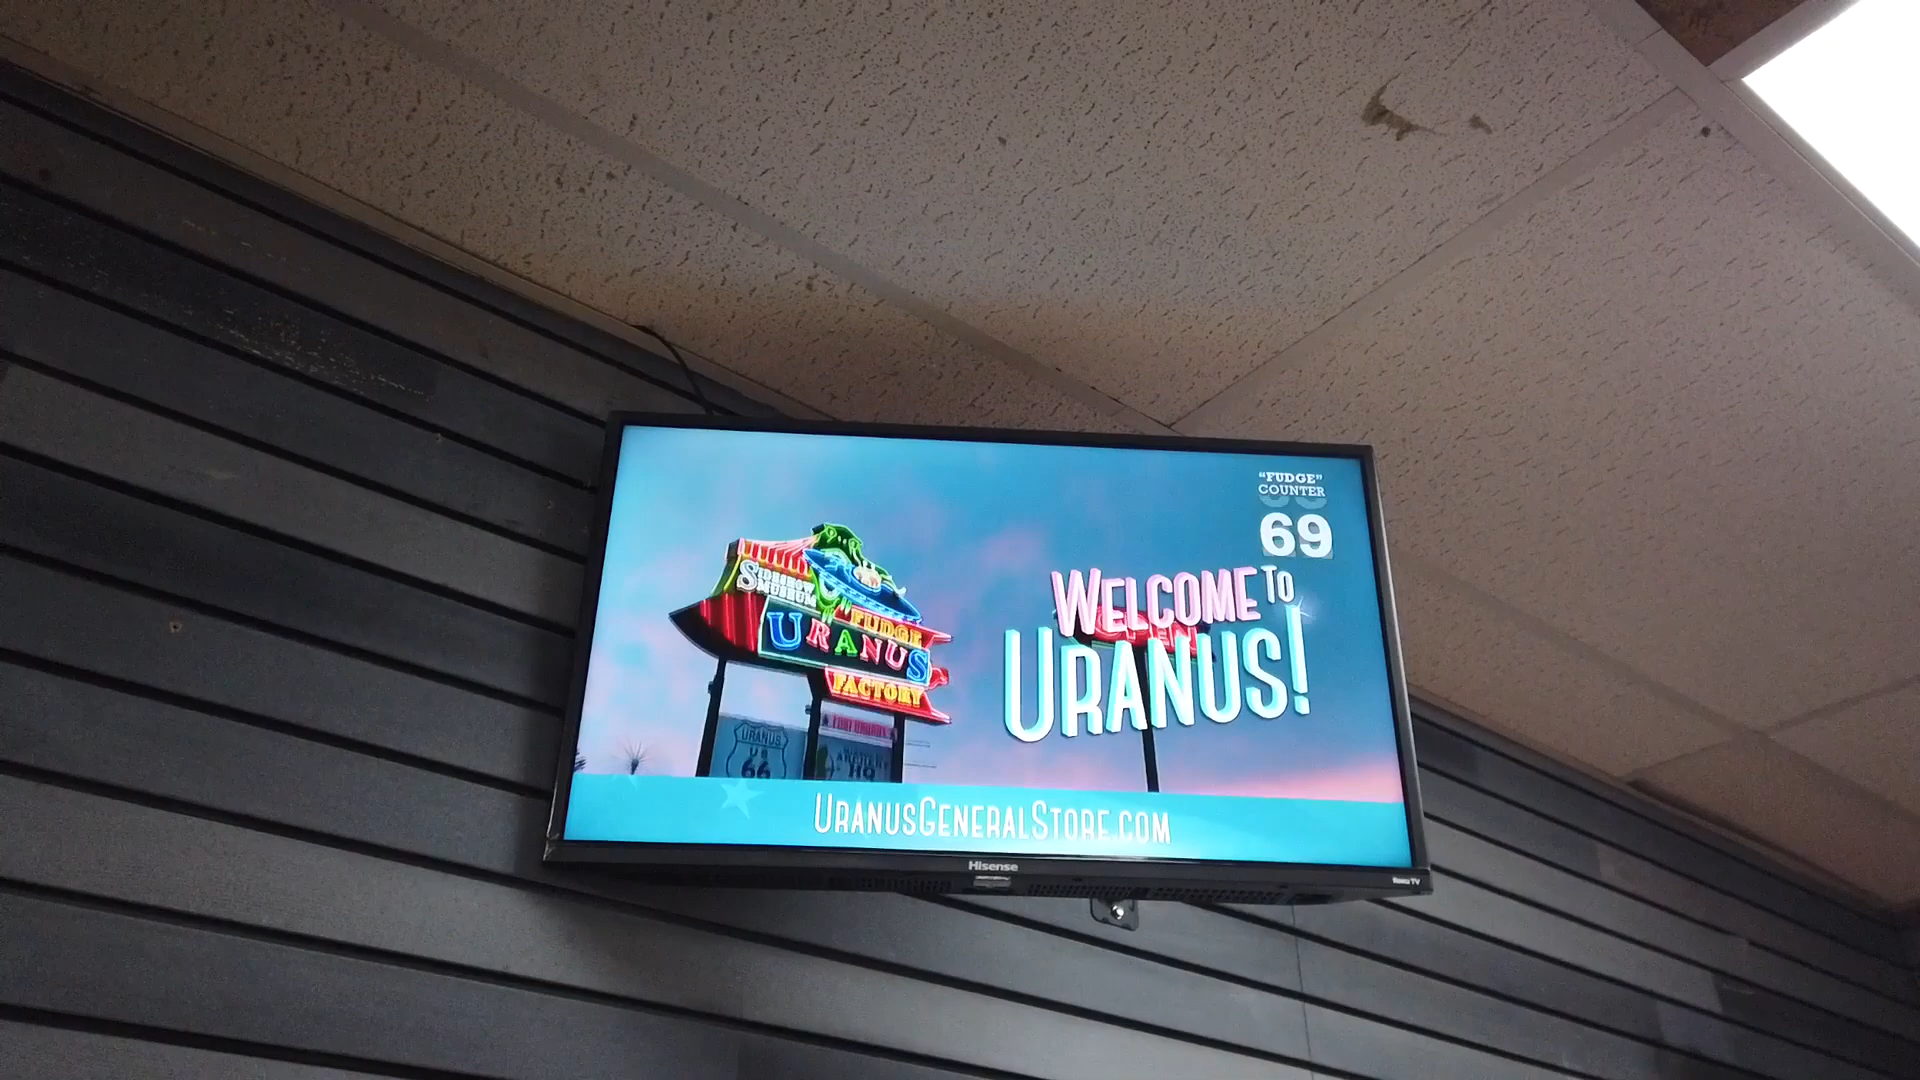 "FUDGE"
COUNTER
69
WELCOME TO
URANUS!
OPEN
SIDESHOW
MUSEUM
FUDGE
URANUS
FACTORY
URANUS
US
66
URANUSGENERALSTORE.COM
Hisense
Roku TV